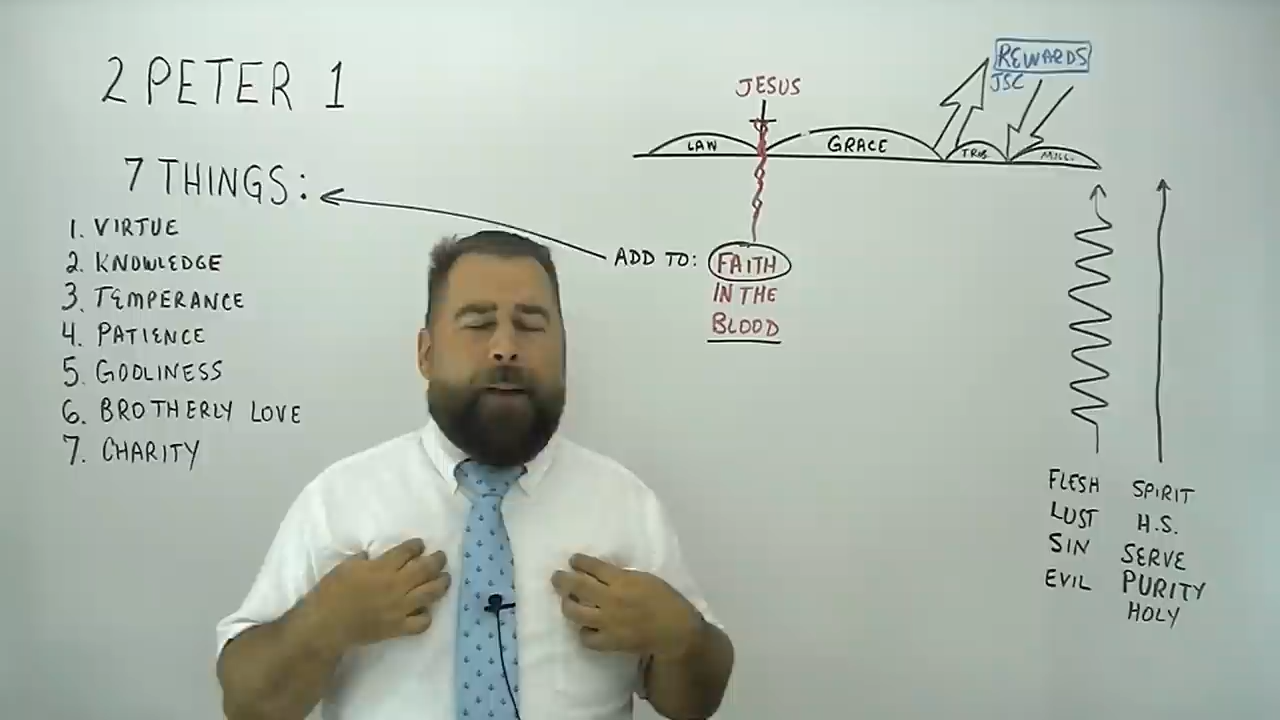 2 PETER 1
7 THINGS:
1. VIRTUE
2. KNOWLEDGE
3. TEMPERANCE
4. PATIENCE
5. GODLINESS
6. BROTHERLY LOVE
7. CHARITY
JESUS
LAW
GRACE
TRIB
MILL.
REWARDS
JSC
ADD TO: FAITH
IN THE
BLOOD
FLESH
LUST
SIN
EVIL
SPIRIT
H.S.
SERVE
PURITY
HOLY